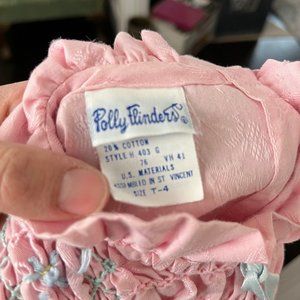 Polly Flinders®
20% COTTON
STYLE H 403 G
76 VH 41
U.S. MATERIALS
ASSEMBLED IN ST VINCENT
SIZE T-4